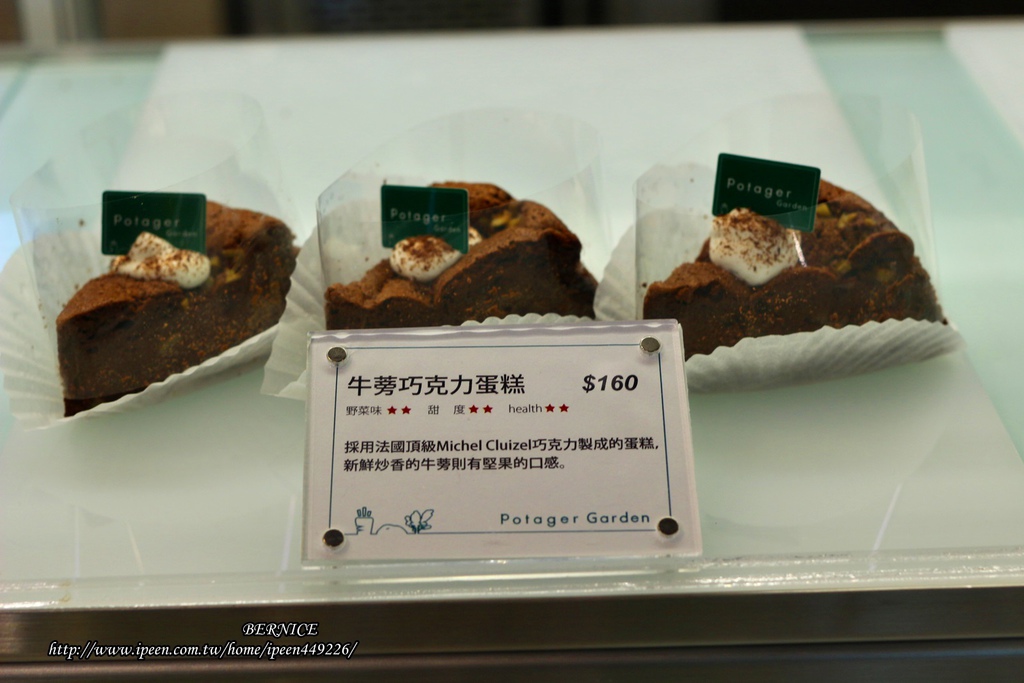 Potager
Garden
Potager
Garden
Potager
Garden
牛蒡巧克力蛋糕 $160
野菜味★★ 甜 度★★ health★★
採用法國頂級Michel Cluizel巧克力製成的蛋糕,
新鮮炒香的牛蒡則有堅果的口感。
Potager Garden
BERNICE
http://www.ipeen.com.tw/home/ipeen449226/